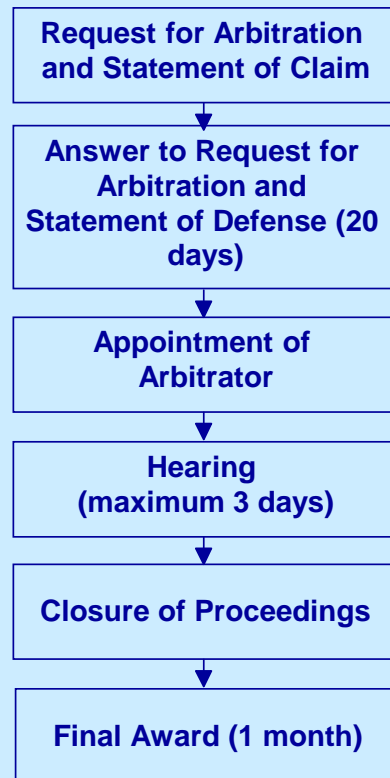 Request for Arbitration
and Statement of Claim
Answer to Request for
Arbitration and
Statement of Defense (20
days)
Appointment of
Arbitrator
Hearing
(maximum 3 days)
Closure of Proceedings
Final Award (1 month)